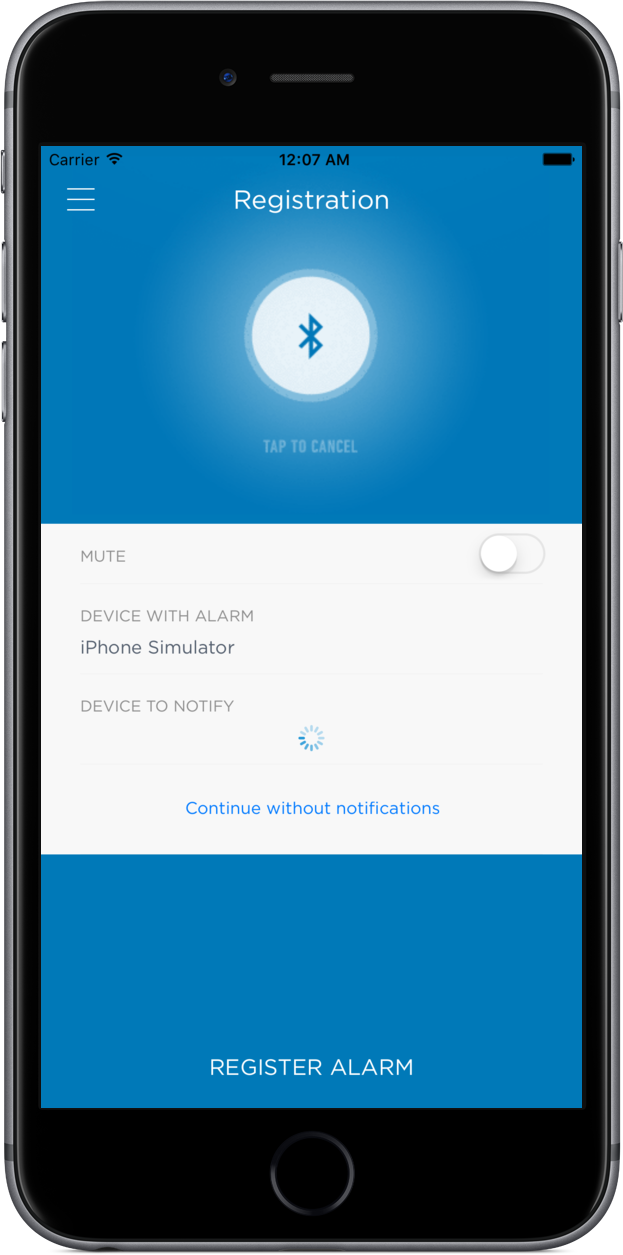 Carrier 12:07 AM
Registration
TAP TO CANCEL
MUTE
DEVICE WITH ALARM
iPhone Simulator
DEVICE TO NOTIFY
Continue without notifications
REGISTER ALARM